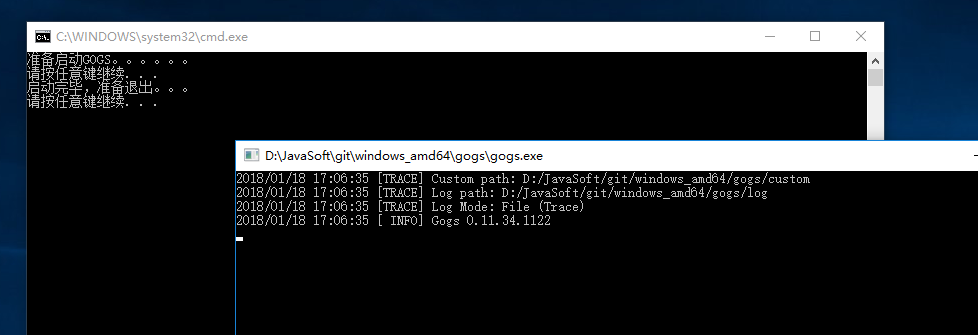 C:\WINDOWS\system32\cmd.exe
准备启动GOGS。。。。。。
请按任意键继续. . .
启动完毕，准备退出。。。
请按任意键继续. . .
D:\JavaSoft\git\windows_amd64\gogs\gogs.exe
2018/01/18 17:06:35 [TRACE] Custom path: D:/JavaSoft/git/windows_amd64/gogs/custom
2018/01/18 17:06:35 [TRACE] Log path: D:/JavaSoft/git/windows_amd64/gogs/log
2018/01/18 17:06:35 [TRACE] Log Mode: File (Trace)
2018/01/18 17:06:35 [ INFO] Gogs 0.11.34.1122